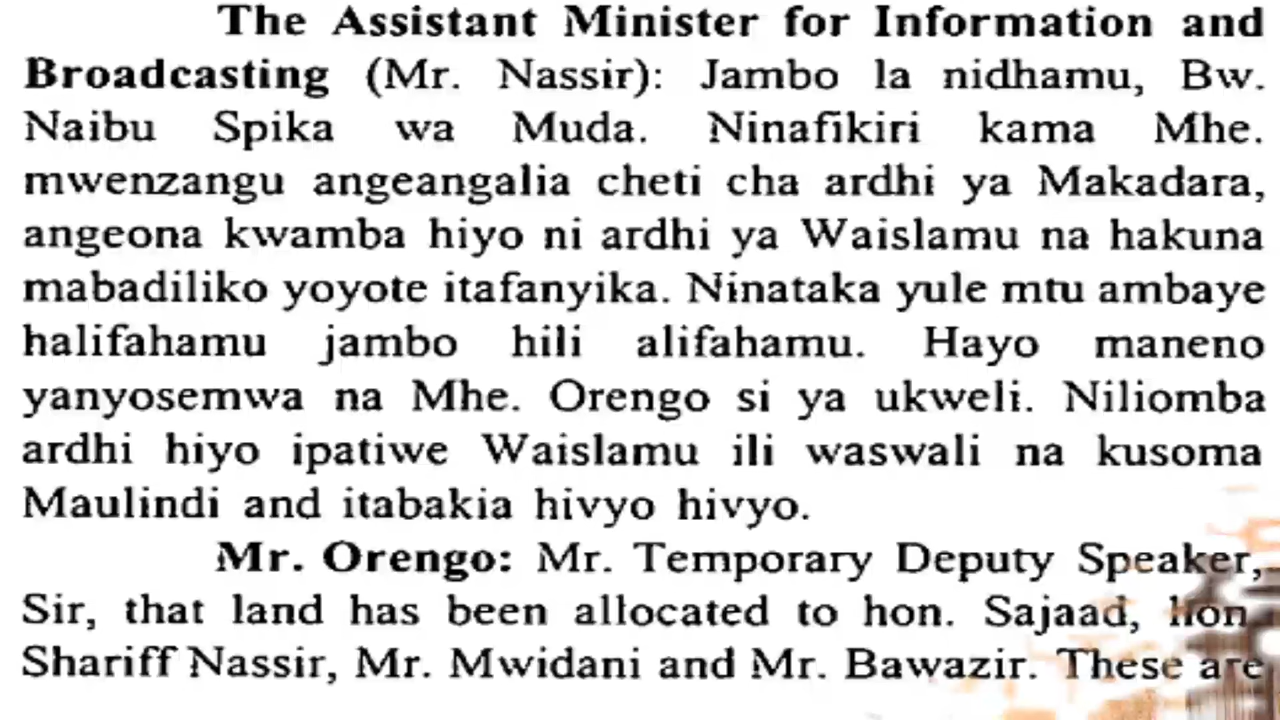 The Assistant Minister for Information and
Broadcasting (Mr. Nassir): Jambo la nidhamu, Bw.
Naibu Spika wa Muda. Ninafikiri kama Mhe.
mwenzangu angeangalia cheti cha ardhi ya Makadara,
angeona kwamba hiyo ni ardhi ya Waislamu na hakuna
mabadiliko yoyote itafanyika. Ninataka yule mtu ambaye
halifahamu jambo hili alifahamu. Hayo maneno
yanyosemwa na Mhe. Orengo si ya ukweli. Niliomba
ardhi hiyo ipatiwe Waislamu ili waswali na kusoma
Maulindi and itabakia hivyo hivyo.
Mr. Orengo: Mr. Temporary Deputy Speaker,
Sir, that land has been allocated to hon. Sajaad, hon
Shariff Nassir, Mr. Mwidani and Mr. Bawazir. These are